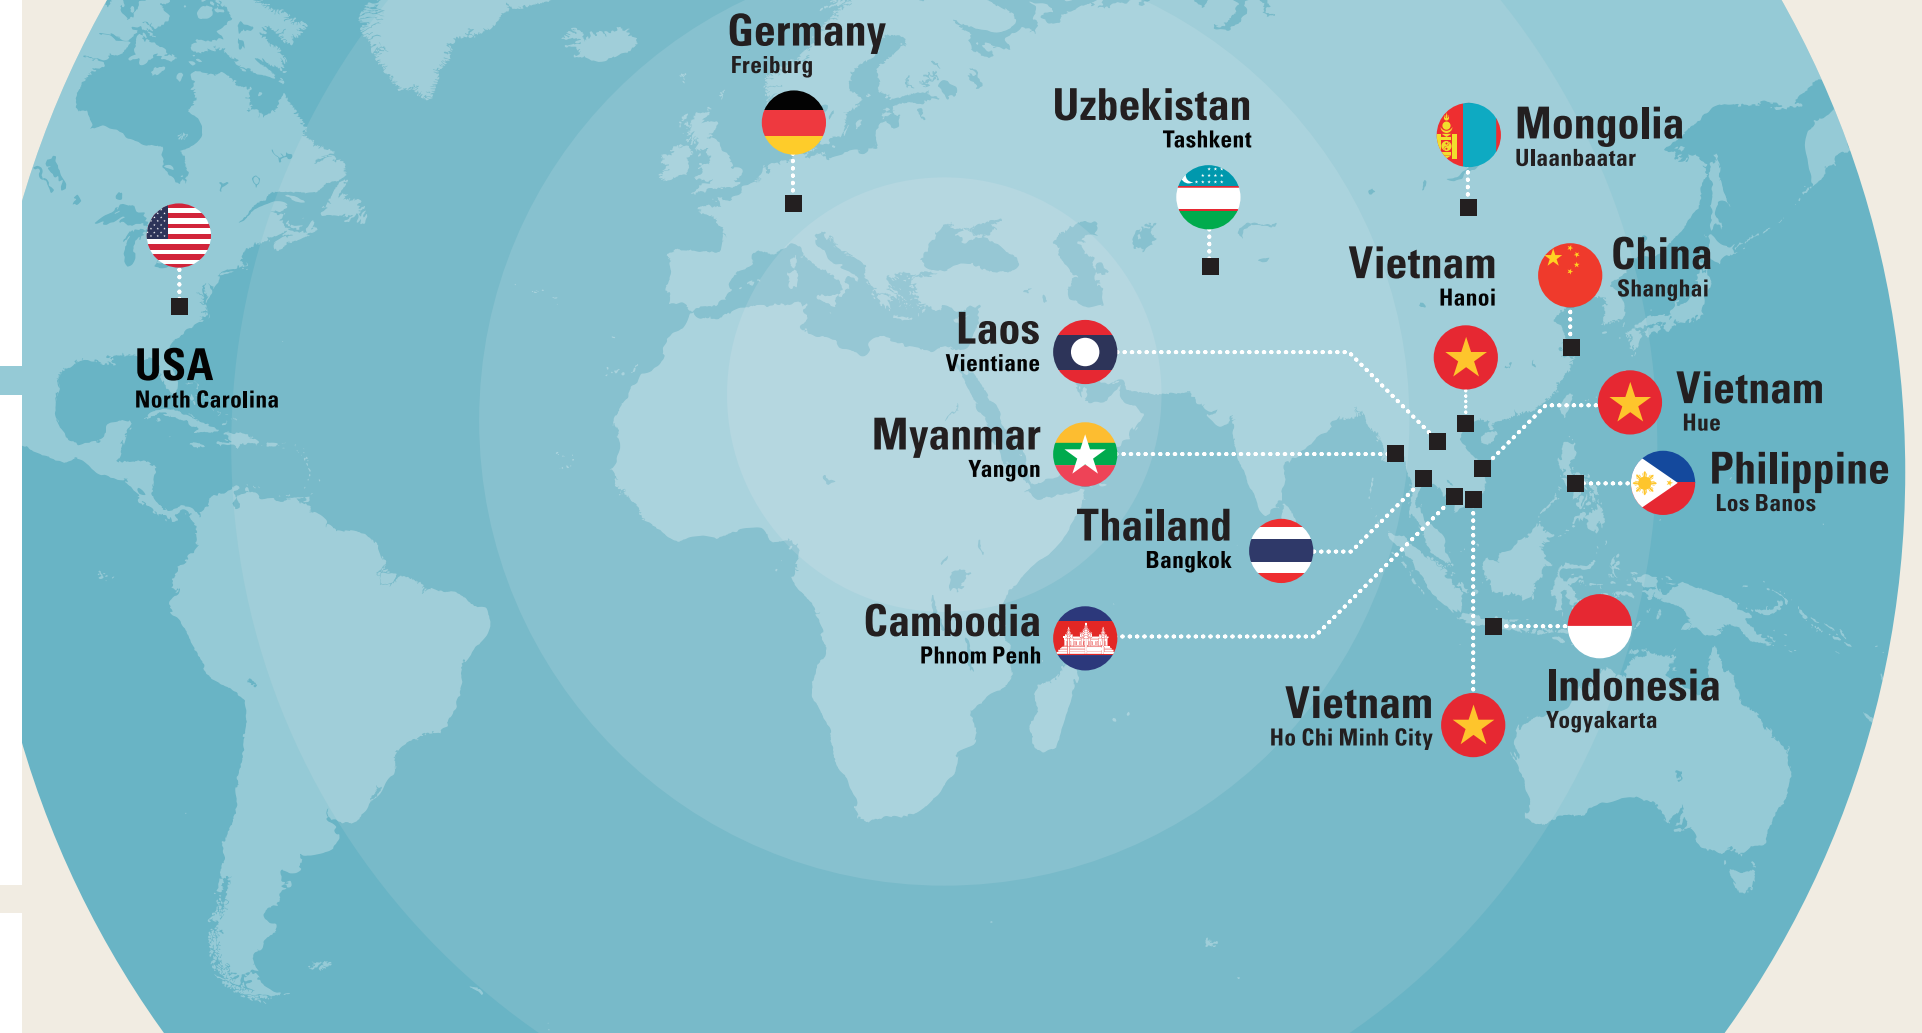 Germany
Freiburg
Uzbekistan
Tashkent
Mongolia
Ulaanbaatar
Vietnam
Hanoi
China
Shanghai
Laos
Vientiane
USA
North Carolina
Vietnam
Hue
Myanmar
Yangon
Philippine
Los Banos
Thailand
Bangkok
Cambodia
Phnom Penh
Vietnam
Ho Chi Minh City
Indonesia
Yogyakarta